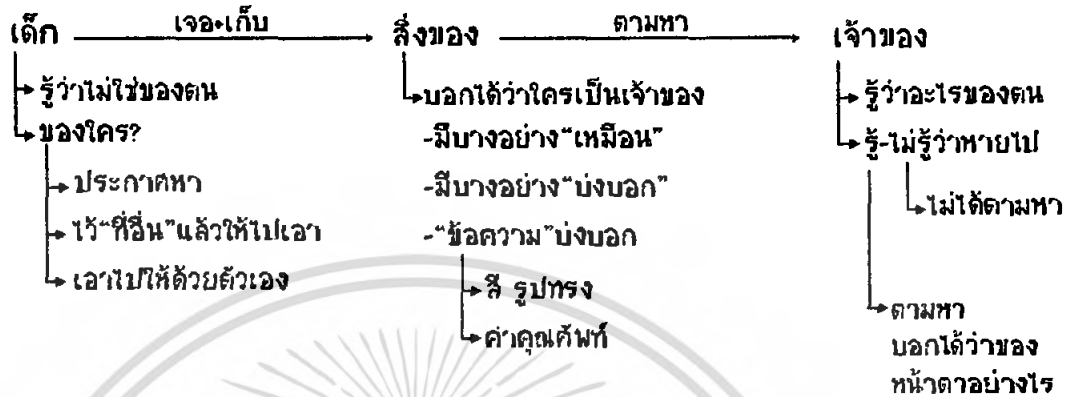 เด็ก เจอ+เก็บ สิ่งของ ตามหา เจ้าของ
รู้ว่าไม่ใช่ของตน
ของใคร?
ประกาศหา
ไว้“ที่อื่น”แล้วให้ไปเอา
เอาไปให้ด้วยตัวเอง
บอกได้ว่าใครเป็นเจ้าของ
-มีบางอย่าง“เหมือน”
-มีบางอย่าง“บ่งบอก”
-“ข้อความ”บ่งบอก
สี รูปทรง
คำคุณศัพท์
รู้ว่าอะไรของตน
รู้-ไม่รู้ว่าหายไป
ไม่ได้ตามหา
ตามหา
บอกได้ว่าของ
หน้าตาอย่างไร